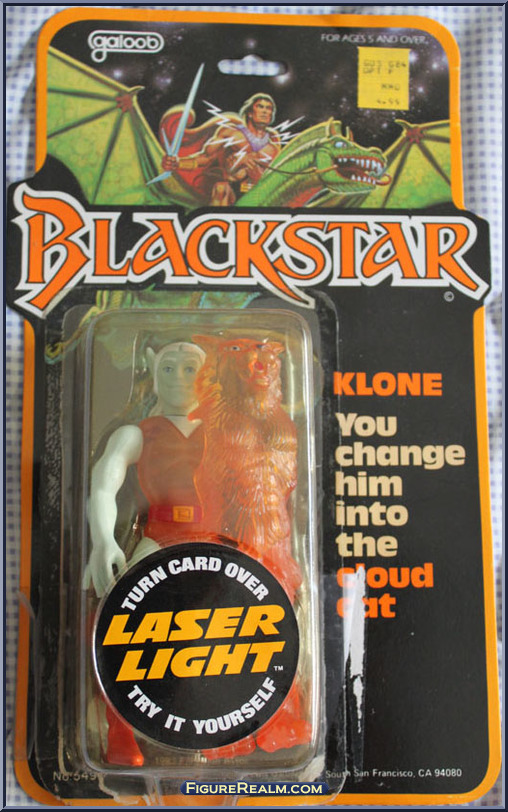 galoob
FOR AGES 5 AND OVER.
BLACKSTAR
©
KLONE
You
change
him
into
the
cloud
cat
TURN CARD OVER
LASER
LIGHT™
TRY IT YOURSELF
South San Francisco, CA 94080
FIGUREREALM.COM